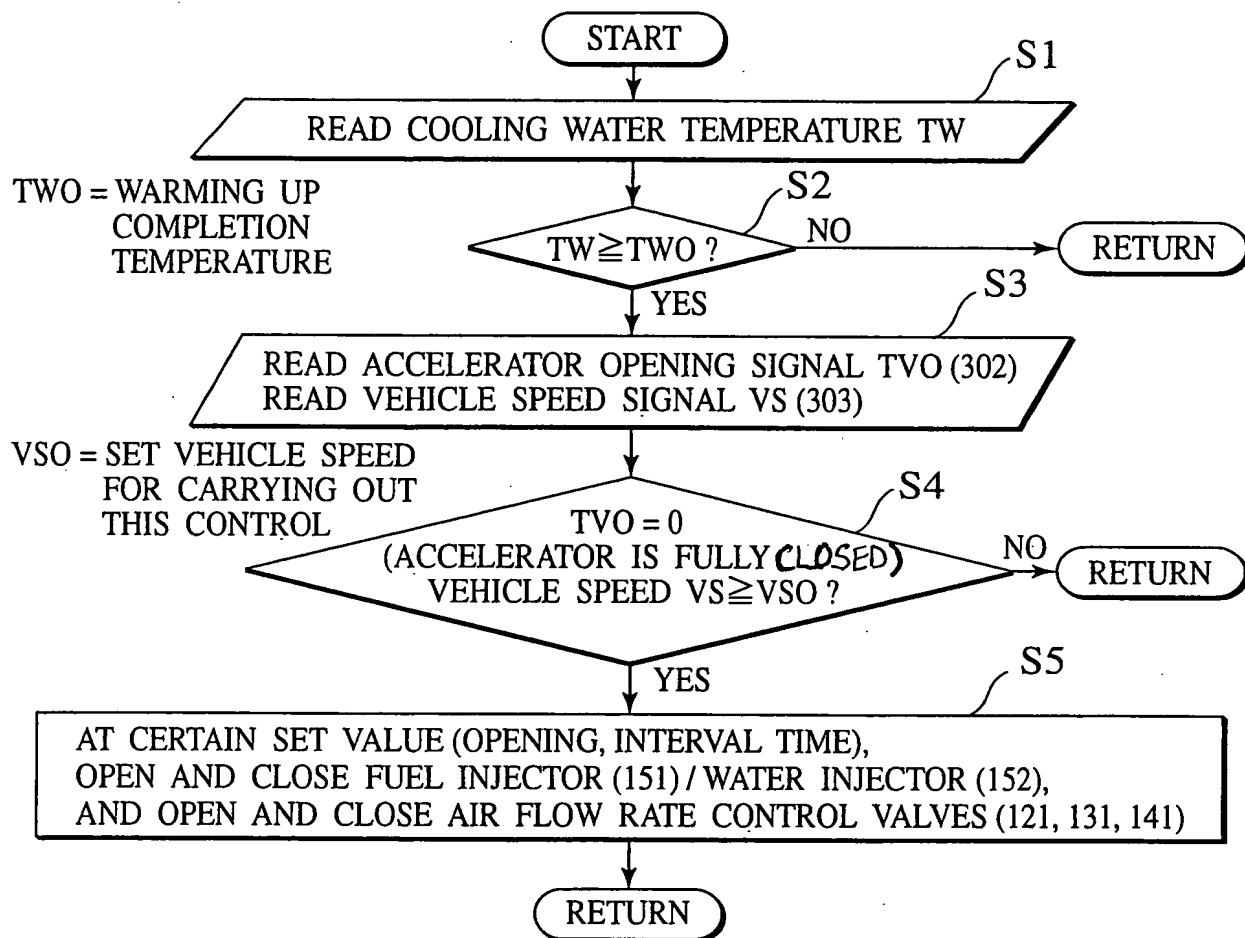 START
S1
READ COOLING WATER TEMPERATURE TW
TWO = WARMING UP
COMPLETION
TEMPERATURE
S2
TW≧TWO ?
NO
RETURN
YES
S3
READ ACCELERATOR OPENING SIGNAL TVO (302)
READ VEHICLE SPEED SIGNAL VS (303)
VSO = SET VEHICLE SPEED
FOR CARRYING OUT
THIS CONTROL
S4
TVO = 0
(ACCELERATOR IS FULLY CLOSED)
VEHICLE SPEED VS≧VSO ?
NO
RETURN
YES
S5
AT CERTAIN SET VALUE (OPENING, INTERVAL TIME),
OPEN AND CLOSE FUEL INJECTOR (151) / WATER INJECTOR (152),
AND OPEN AND CLOSE AIR FLOW RATE CONTROL VALVES (121, 131, 141)
RETURN